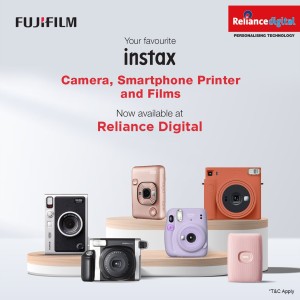 FUJIFILM
Reliance digital
PERSONALISING TECHNOLOGY
Your favourite
instax
Camera, Smartphone Printer
and Films
Now available at
Reliance Digital
*T&C Apply